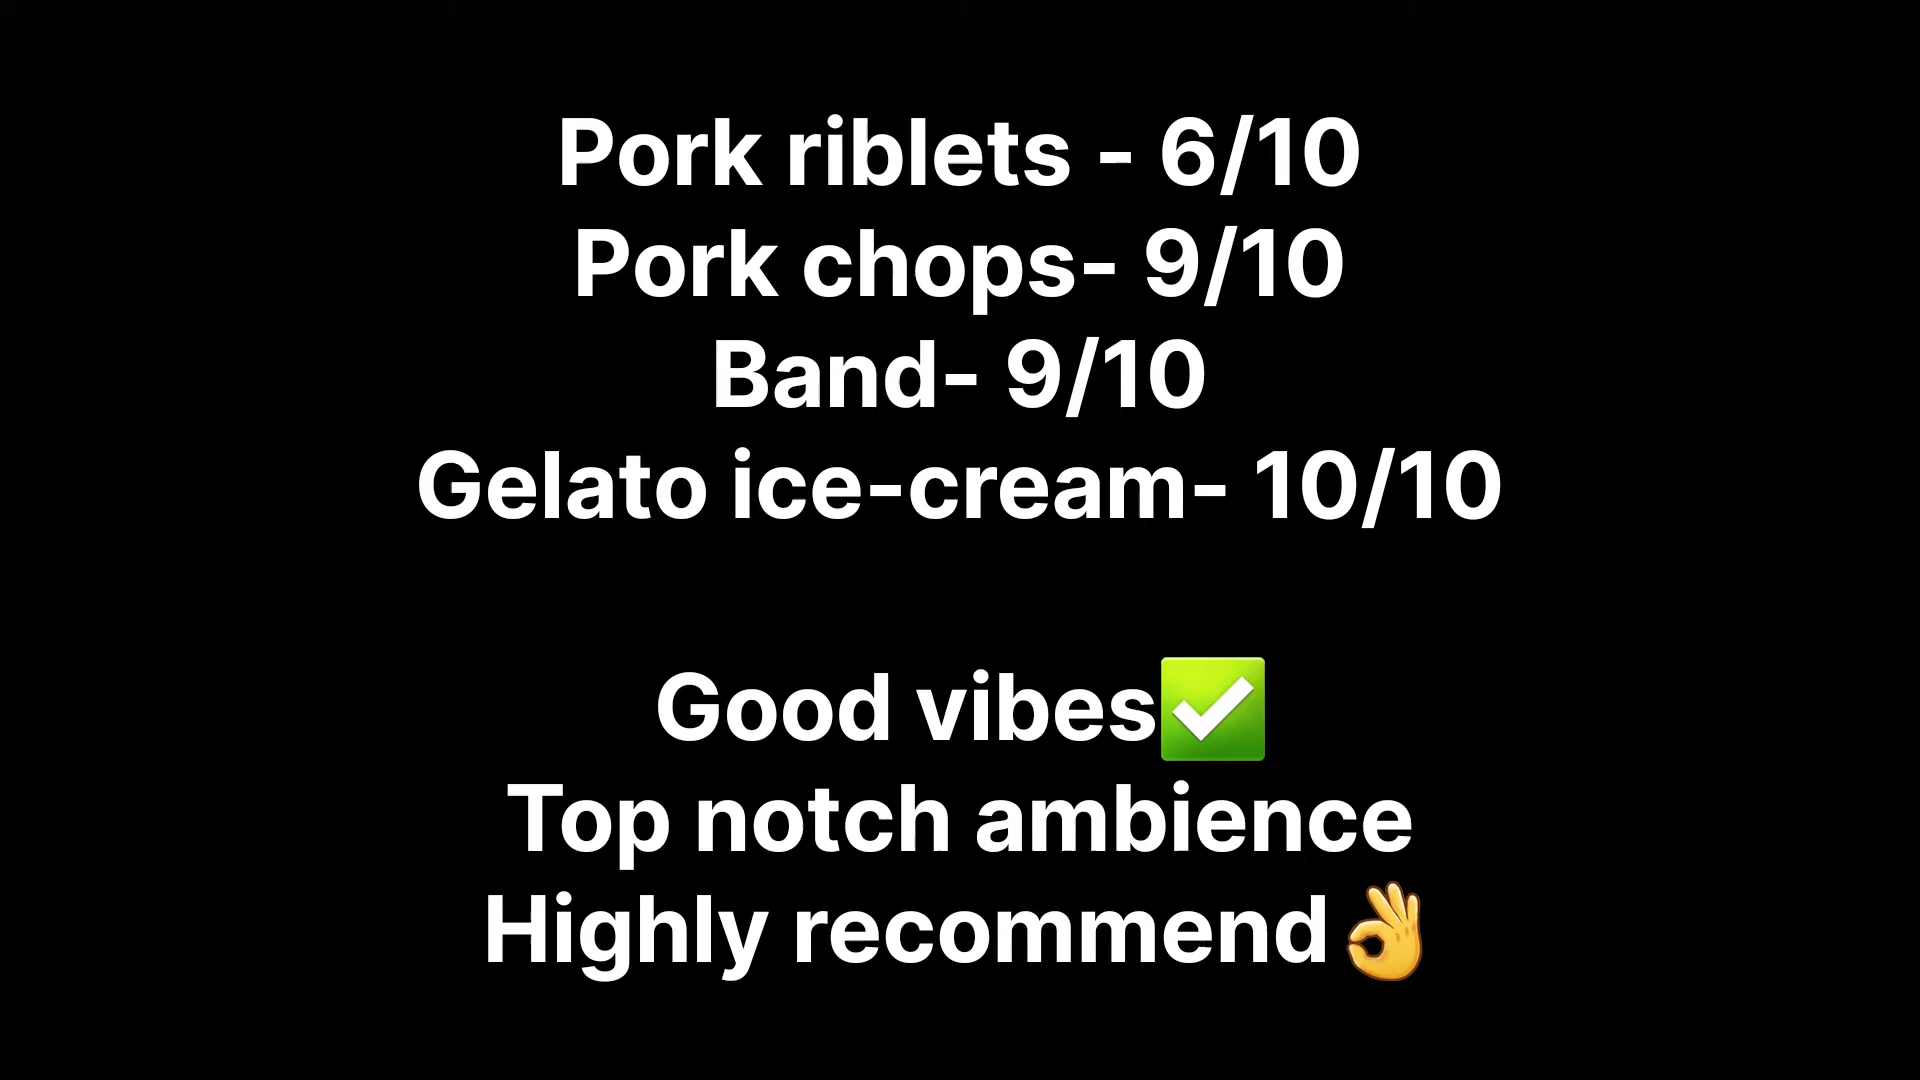 Pork riblets - 6/10
Pork chops- 9/10
Band- 9/10
Gelato ice-cream- 10/10
Good vibes✅
Top notch ambience
Highly recommend👌